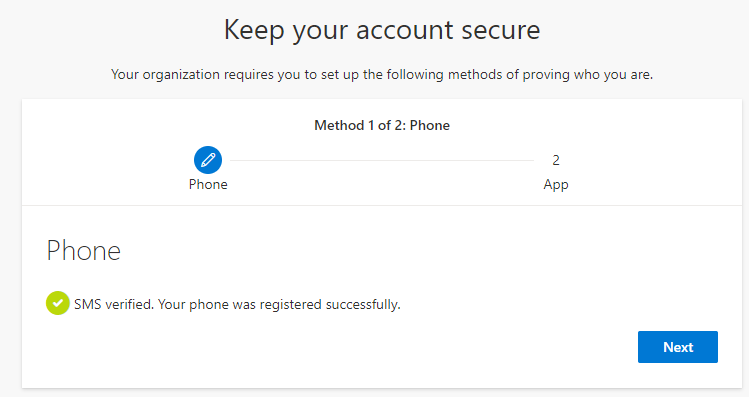 Keep your account secure
Your organization requires you to set up the following methods of proving who you are.
Method 1 of 2: Phone
2
Phone
App
Phone
SMS verified. Your phone was registered successfully.
Next